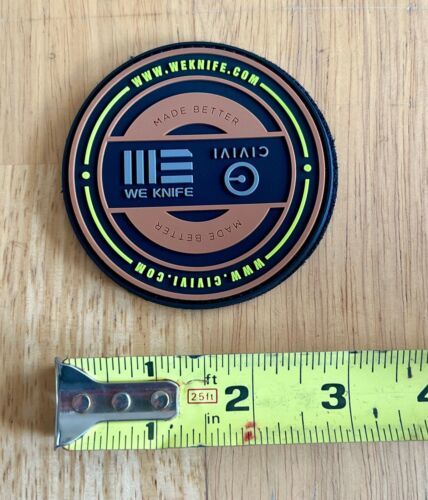 WWW.WEKNIFE.COM
MADE BETTER
WE KNIFE
CIVIVI
MADE BETTER
WWW.CIVIVI.COM
1 ft 2 3 4
25ft
1 in 2 3